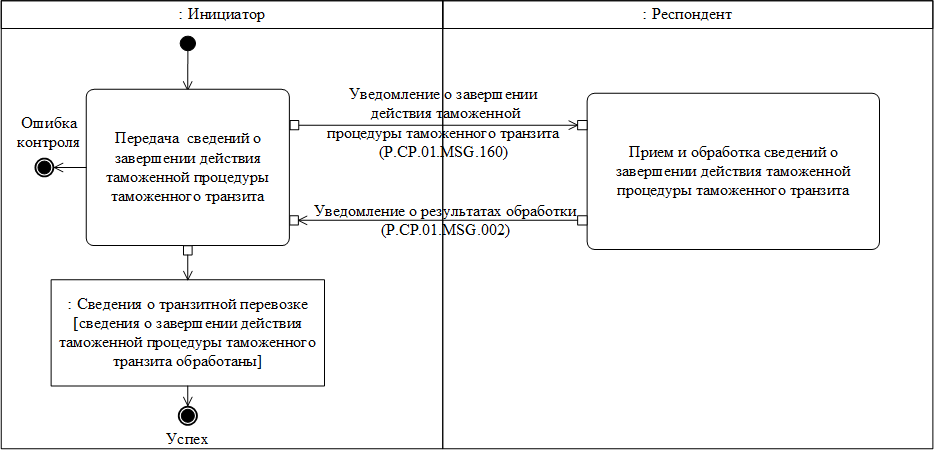 : Инициатор
: Респондент
Ошибка
контроля
Передача сведений о
завершении действия
таможенной процедуры
таможенного транзита
Уведомление о завершении
действия таможенной
процедуры таможенного транзита
(P.CP.01.MSG.160)
Прием и обработка сведений о
завершении действия таможенной
процедуры таможенного транзита
Уведомление о результатах обработки
(P.CP.01.MSG.002)
: Сведения о транзитной перевозке
[сведения о завершении действия
таможенной процедуры таможенного
транзита обработаны]
Успех